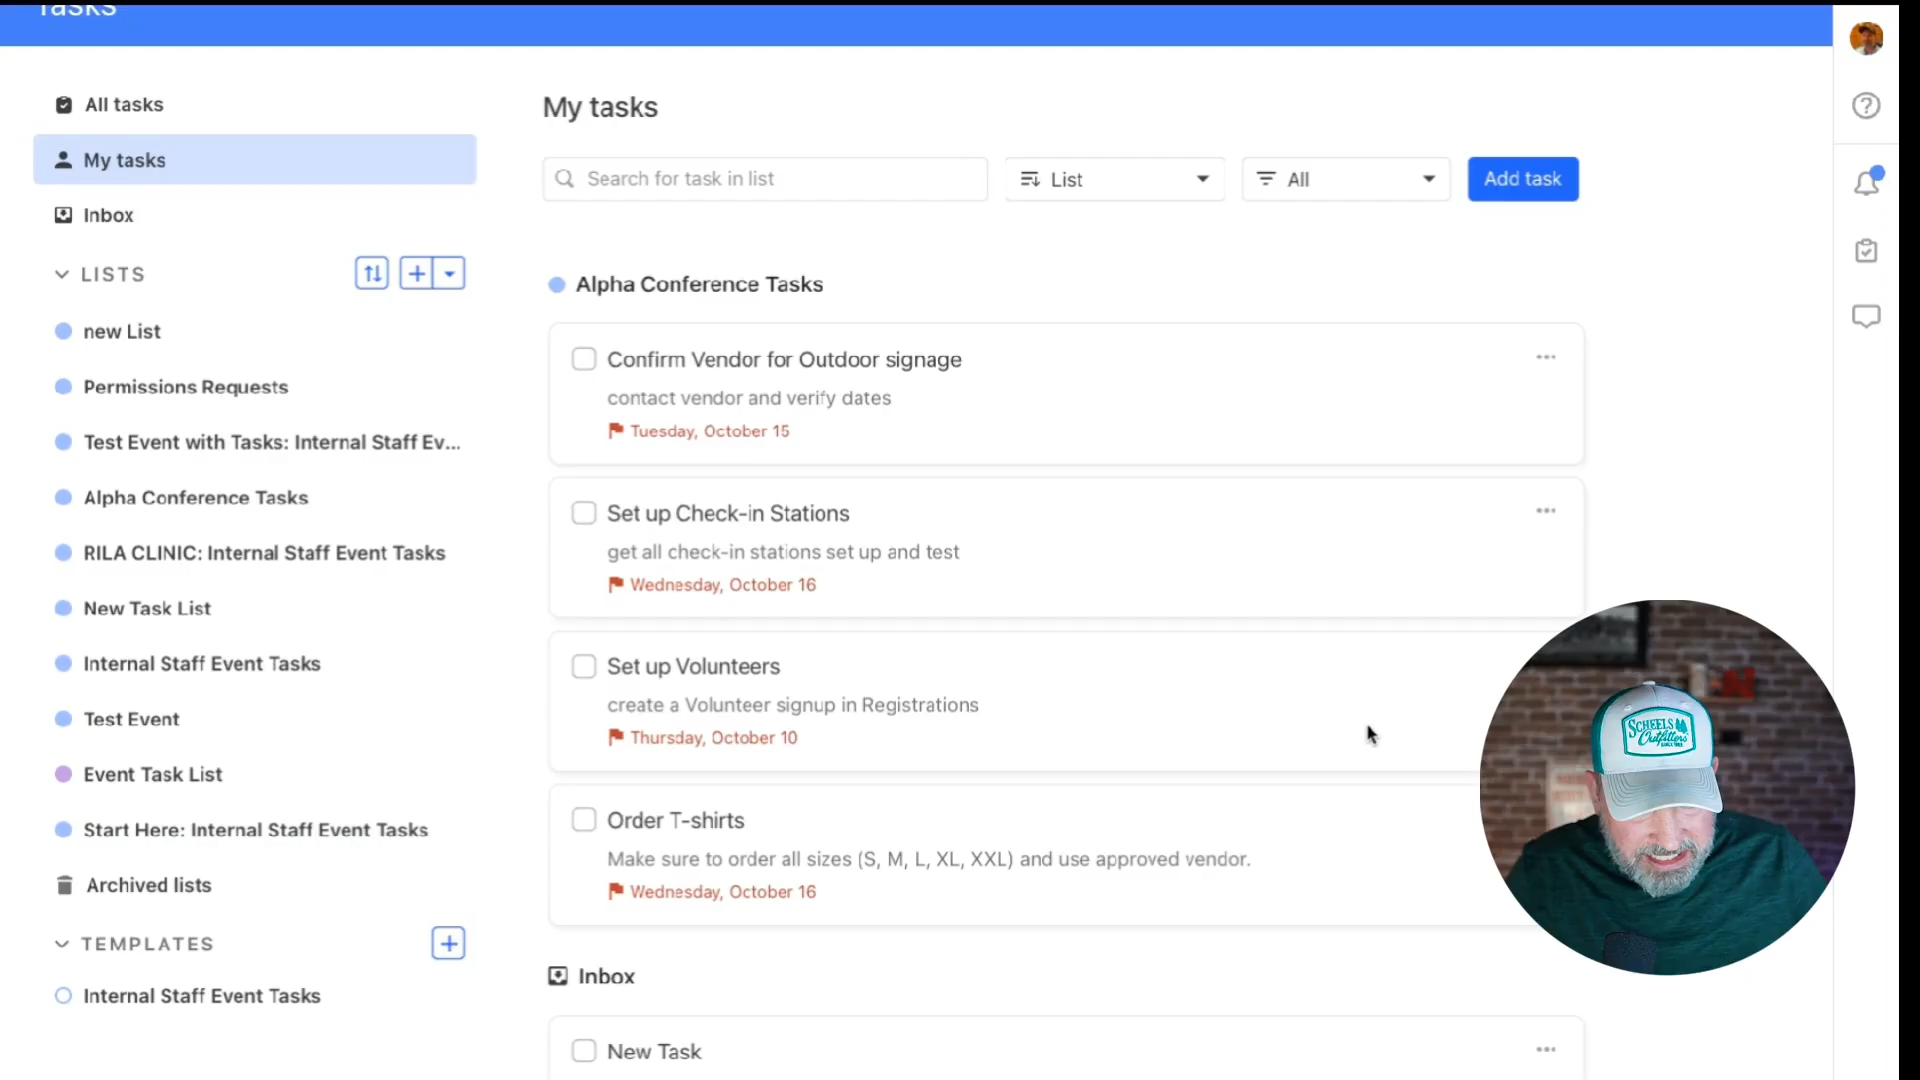 Tasks
All tasks
My tasks
Inbox
LISTS
new List
Permissions Requests
Test Event with Tasks: Internal Staff Ev...
Alpha Conference Tasks
RILA CLINIC: Internal Staff Event Tasks
New Task List
Internal Staff Event Tasks
Test Event
Event Task List
Start Here: Internal Staff Event Tasks
Archived lists
TEMPLATES
Internal Staff Event Tasks
My tasks
Search for task in list
List
All
Add task
Alpha Conference Tasks
Confirm Vendor for Outdoor signage
contact vendor and verify dates
Tuesday, October 15
Set up Check-in Stations
get all check-in stations set up and test
Wednesday, October 16
Set up Volunteers
create a Volunteer signup in Registrations
Thursday, October 10
Order T-shirts
Make sure to order all sizes (S, M, L, XL, XXL) and use approved vendor.
Wednesday, October 16
Inbox
New Task
SCHEELS
Outfitters